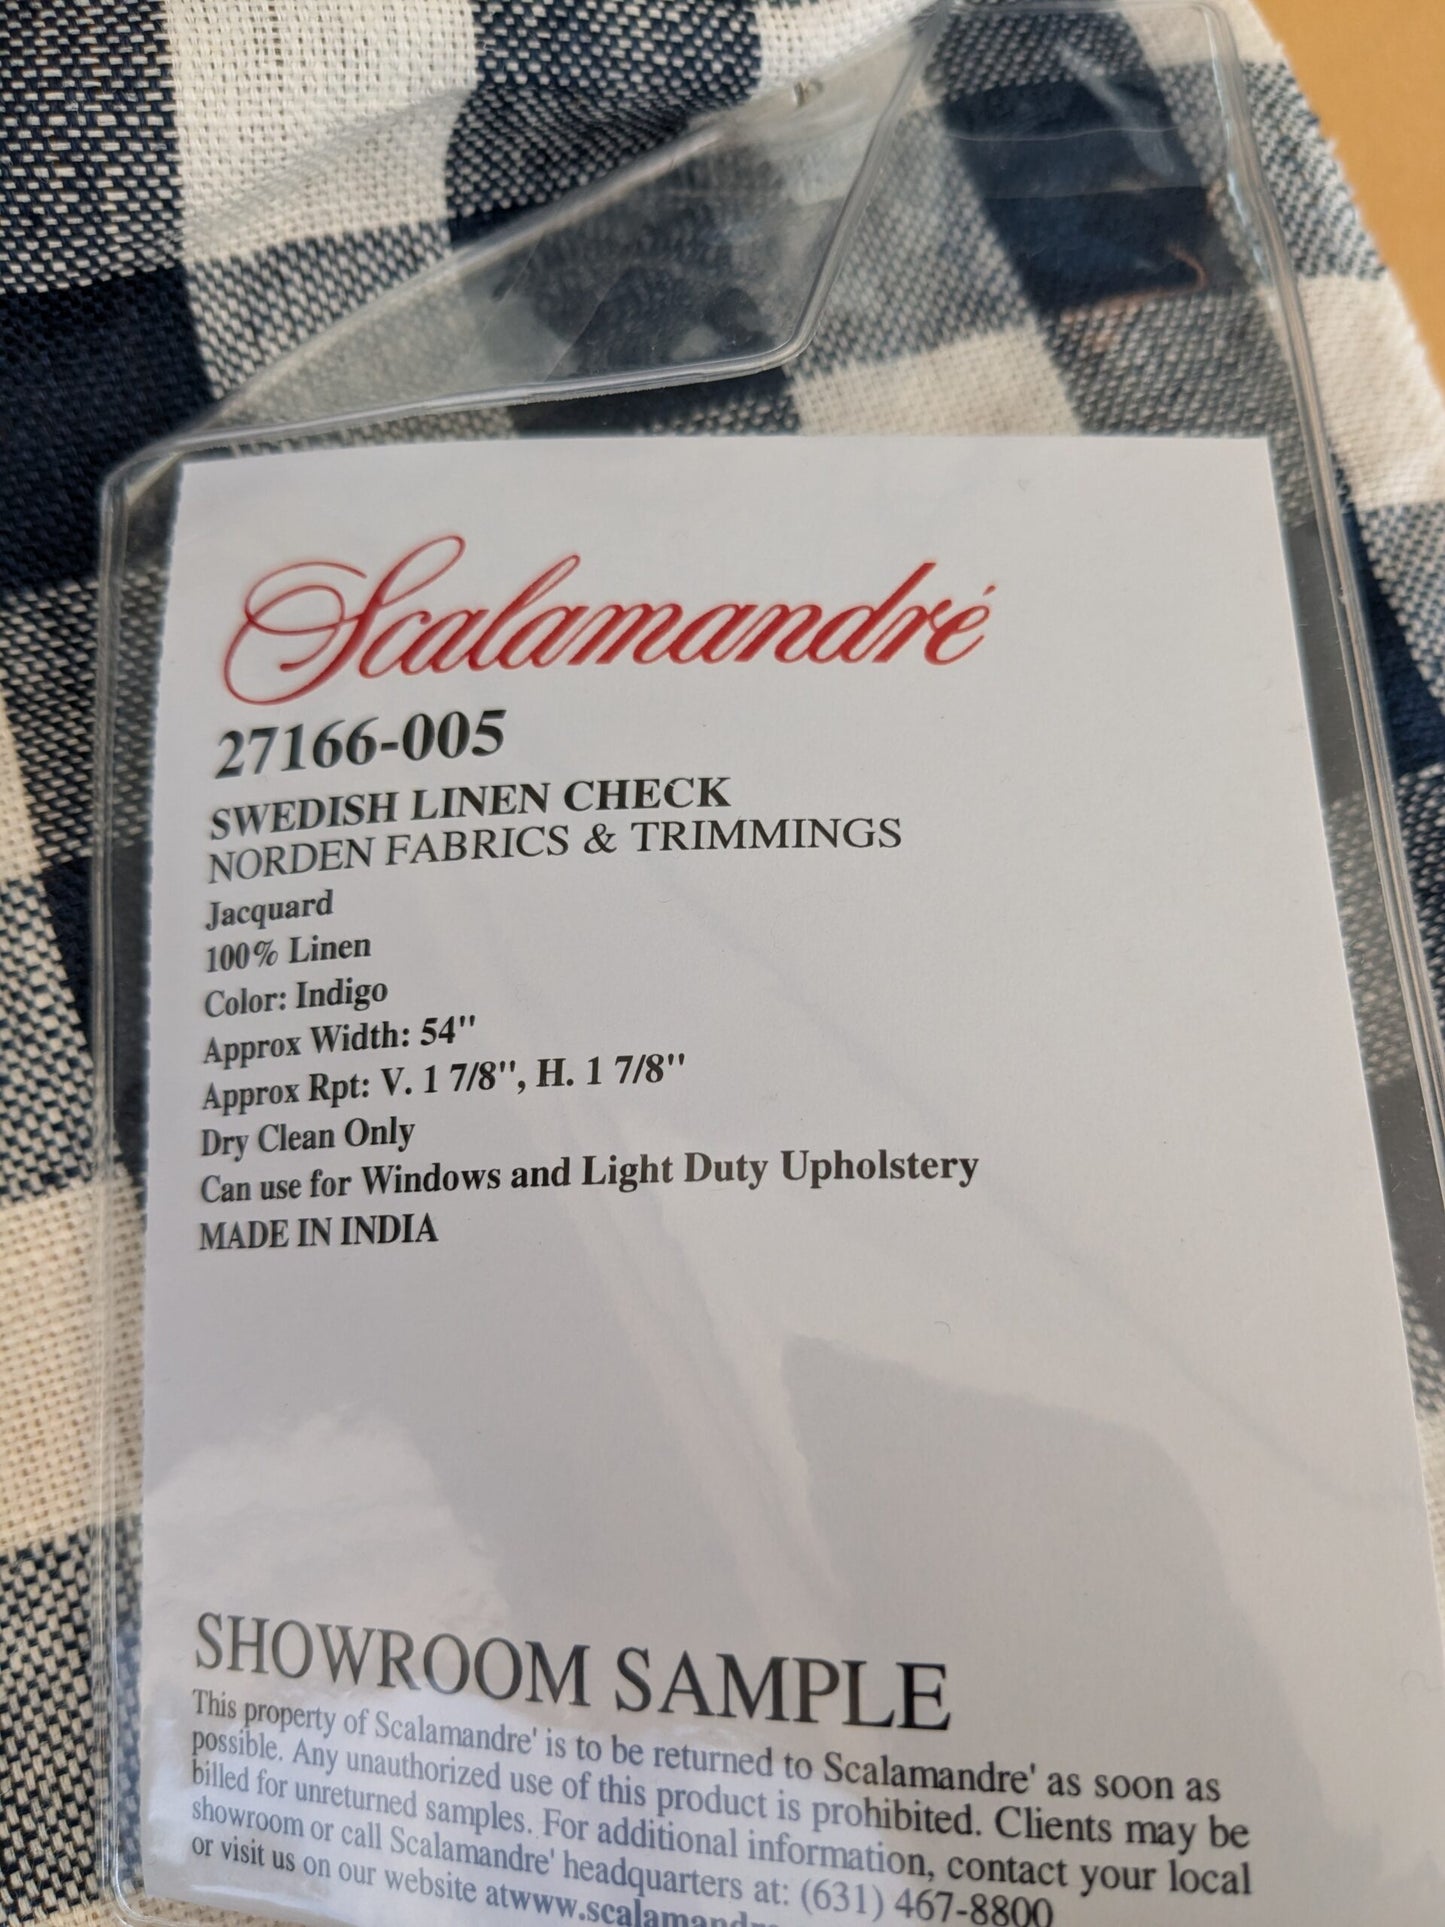 Scalamandré
27166-005
SWEDISH LINEN CHECK
NORDEN FABRICS & TRIMMINGS
Jacquard
100% Linen
Color: Indigo
Approx Width: 54''
Approx Rpt: V. 1 7/8'', H. 1 7/8''
Dry Clean Only
Can use for Windows and Light Duty Upholstery
MADE IN INDIA
SHOWROOM SAMPLE
This property of Scalamandre' is to be returned to Scalamandre' as soon as
possible. Any unauthorized use of this product is prohibited. Clients may be
billed for unreturned samples. For additional information, contact your local
showroom or call Scalamandre' headquarters at: (631) 467-8800
or visit us on our website at